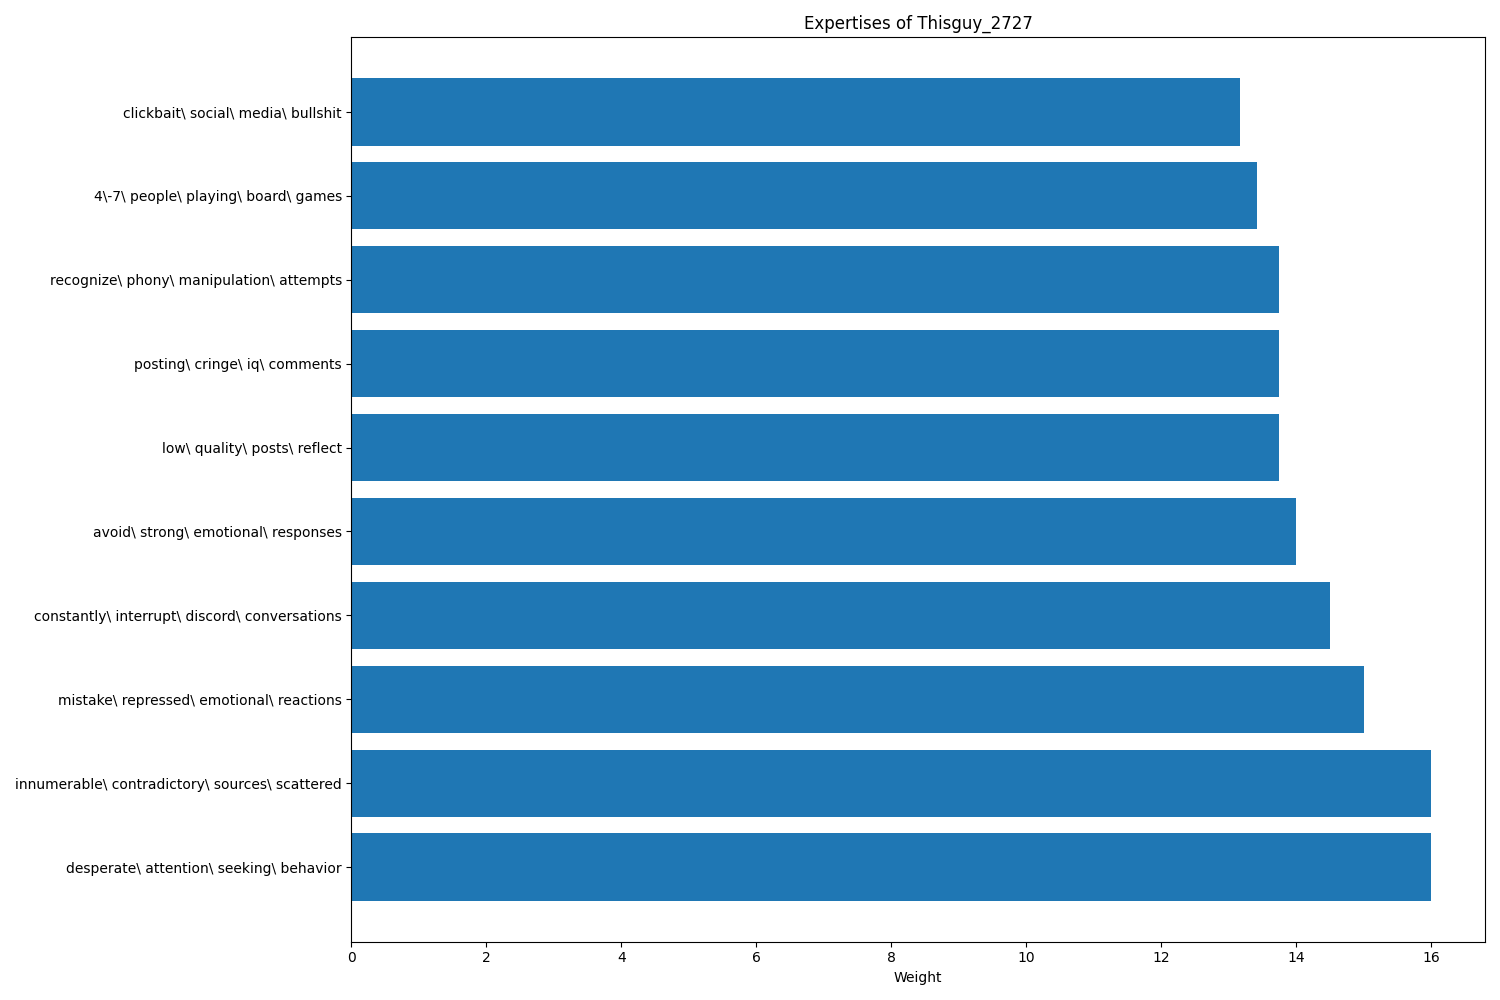 Expertises of Thisguy_2727
clickbait\ social\ media\ bullshit
4\-7\ people\ playing\ board\ games
recognize\ phony\ manipulation\ attempts
posting\ cringe\ iq\ comments
low\ quality\ posts\ reflect
avoid\ strong\ emotional\ responses
constantly\ interrupt\ discord\ conversations
mistake\ repressed\ emotional\ reactions
innumerable\ contradictory\ sources\ scattered
desperate\ attention\ seeking\ behavior
0 2 4 6 8 10 12 14 16
Weight